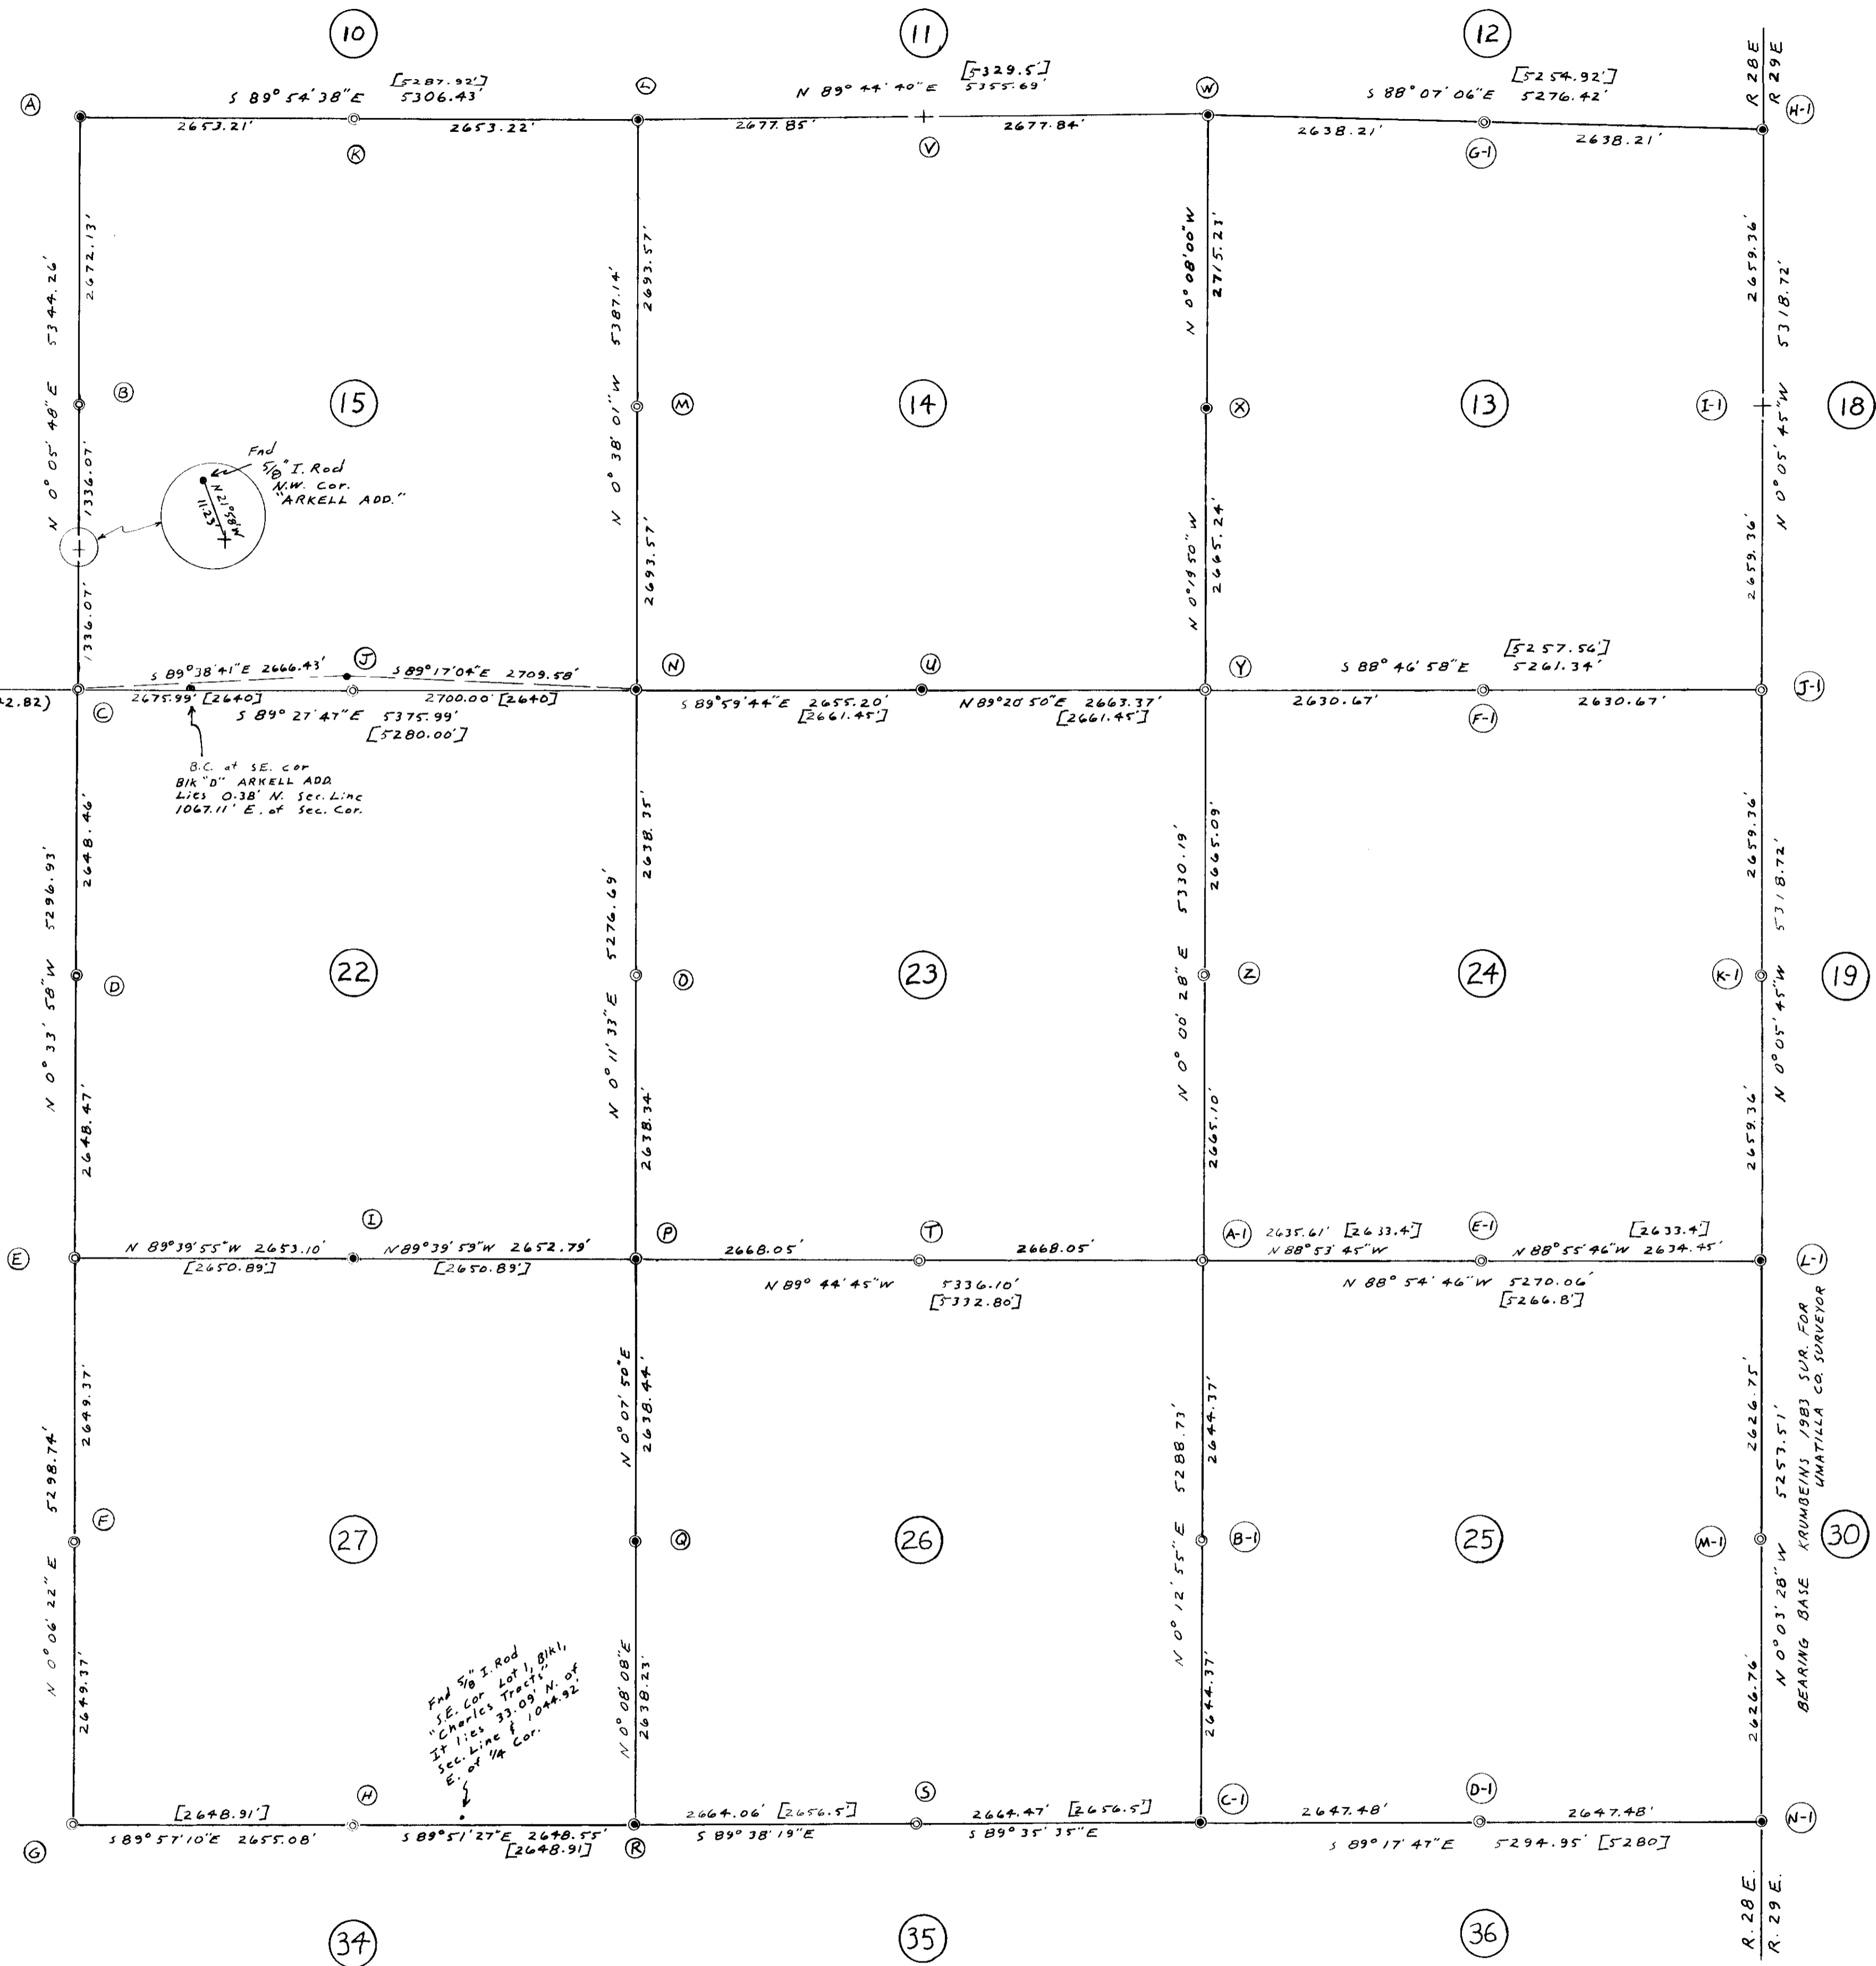 10
11
12
R 28 E
R 29 E
A
S 89° 54' 38" E
[5287.92']
5306.43'
L
N 89° 44' 40" E
[5329.5']
5355.69'
W
S 88° 07' 06" E
[5254.92']
5276.42'
H-1
2653.21'
K
2653.22'
2677.85'
V
2677.84'
2638.21'
G-1
2638.21'
N 0° 05' 48" E 5344.26'
2672.13'
B
1336.07'
1336.07'
15
Fnd
5/8" I. Rod
N.W. Cor.
"ARKELL ADD."
N 21°58'W
11.23'
N 0° 38' 01" W 5387.14'
2693.57'
M
2693.57'
14
N 0° 08' 00" W
2715.23'
X
N 0° 19' 50" W
2665.24'
13
2659.36'
I-1
2659.36'
N 0° 05' 45" W 5318.72'
18
2.82)
C
S 89° 38' 41" E 2666.43'
J
S 89° 17' 04" E 2709.58'
N
2675.99' [2640]
2700.00' [2640]
S 89° 27' 47" E 5375.99'
[5280.00']
U
S 89° 59' 44" E 2655.20'
[2661.45']
N 89° 20' 50" E 2663.37'
[2661.45']
Y
S 88° 46' 58" E
[5257.56']
5261.34'
J-1
2630.67'
F-1
2630.67'
B.C. at SE. cor
Blk "D" ARKELL ADD.
Lies 0.38' N. Sec. Line
1067.11' E. of Sec. Cor.
N 0° 33' 58" W 5296.93'
2648.46'
D
2648.47'
22
N 0° 11' 33" E 5276.69'
2638.35'
O
2638.34'
23
N 0° 00' 28" E 5330.19'
2665.09'
Z
2665.10'
24
2659.36'
K-1
2659.36'
N 0° 05' 45" W 5318.72'
19
E
N 89° 39' 55" W 2653.10'
[2650.89']
I
N 89° 39' 59" W 2652.79'
[2650.89']
P
2668.05'
T
2668.05'
N 89° 44' 45" W 5336.10'
[5332.80']
A-1
2635.61' [2633.4']
N 88° 53' 45" W
E-1
[2633.4']
N 88° 55' 46" W 2634.45'
L-1
N 88° 54' 46" W 5270.06'
[5266.8']
N 0° 06' 22" E 5298.74'
2649.37'
F
2649.37'
27
N 0° 07' 50" E
2638.44'
Q
N 0° 08' 08" E
2638.23'
26
N 0° 12' 55" E 5288.73'
2644.37'
B-1
2644.37'
25
2626.75'
M-1
2626.76'
N 0° 03' 28" W 5253.51'
BEARING BASE KRUMBEINS 1983 SUR. FOR
UMATILLA CO. SURVEYOR
30
Fnd 5/8" I. Rod
S.E. Cor Lot 1, Blk 1,
"Charles Tracts"
It lies 33.09' N. of
Sec. Line & 1044.92'
E. of 1/4 Cor.
G
[2648.91']
S 89° 57' 10" E 2655.08'
H
S 89° 51' 27" E 2648.55'
[2648.91]
R
2664.06' [2656.5']
S 89° 38' 19" E
S
2664.47' [2656.5']
S 89° 35' 35" E
C-1
2647.48'
D-1
2647.48'
N-1
S 89° 17' 47" E 5294.95' [5280]
34
35
36
R. 28 E.
R. 29 E.